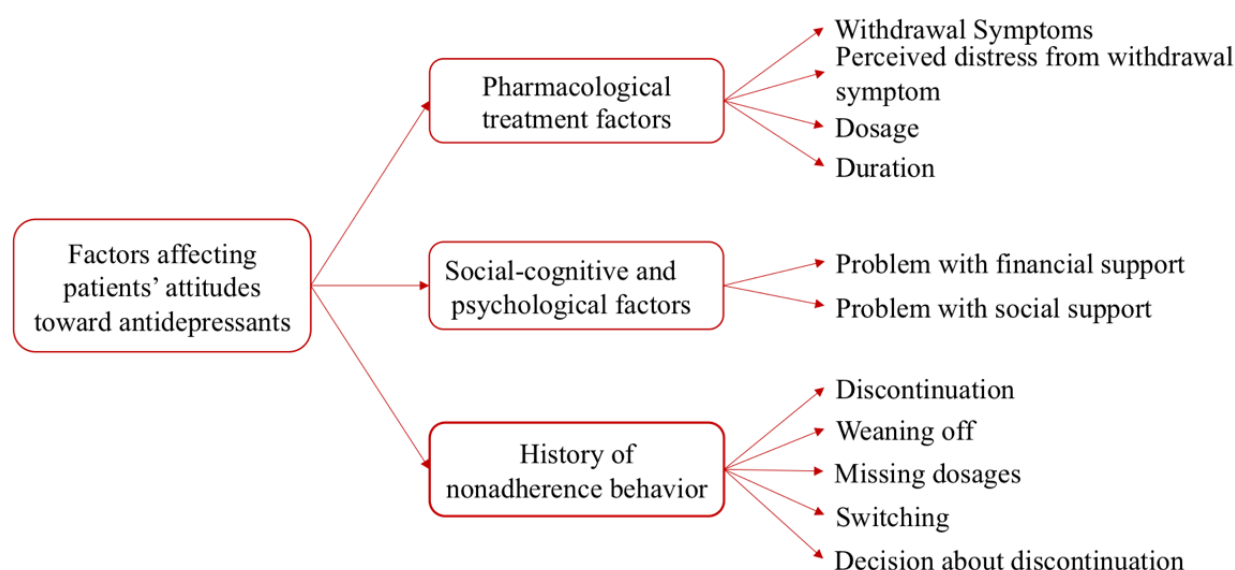 Factors affecting
patients’ attitudes
toward antidepressants
Pharmacological
treatment factors
Withdrawal Symptoms
Perceived distress from withdrawal
symptom
Dosage
Duration
Social-cognitive and
psychological factors
Problem with financial support
Problem with social support
History of
nonadherence behavior
Discontinuation
Weaning off
Missing dosages
Switching
Decision about discontinuation